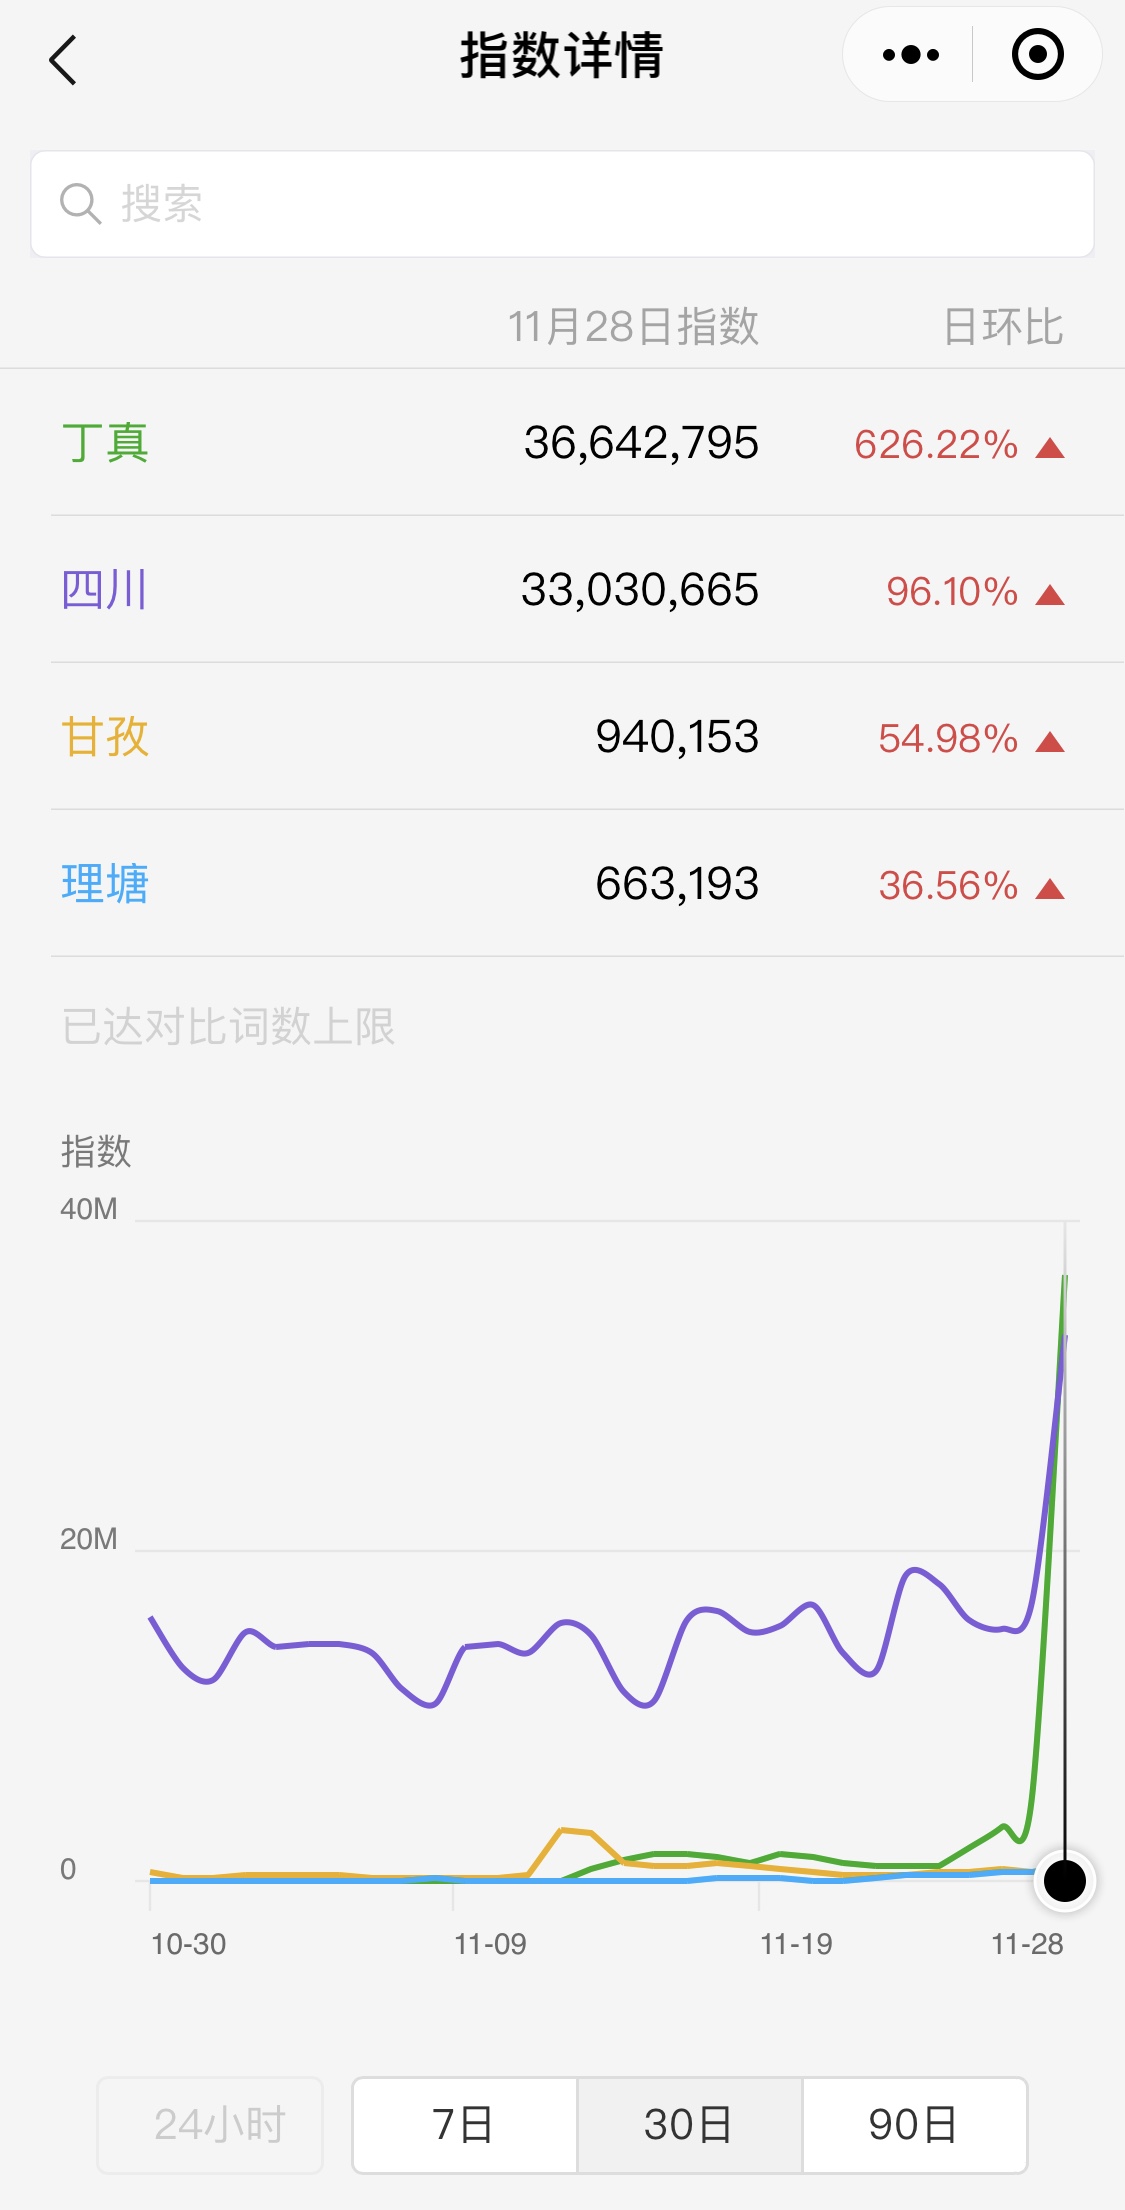 指数详情
搜索
11月28日指数 日环比
丁真 36,642,795 626.22% ▲
四川 33,030,665 96.10% ▲
甘孜 940,153 54.98% ▲
理塘 663,193 36.56% ▲
已达对比词数上限
指数
40M
20M
0
10-30 11-09 11-19 11-28
24小时 7日 30日 90日